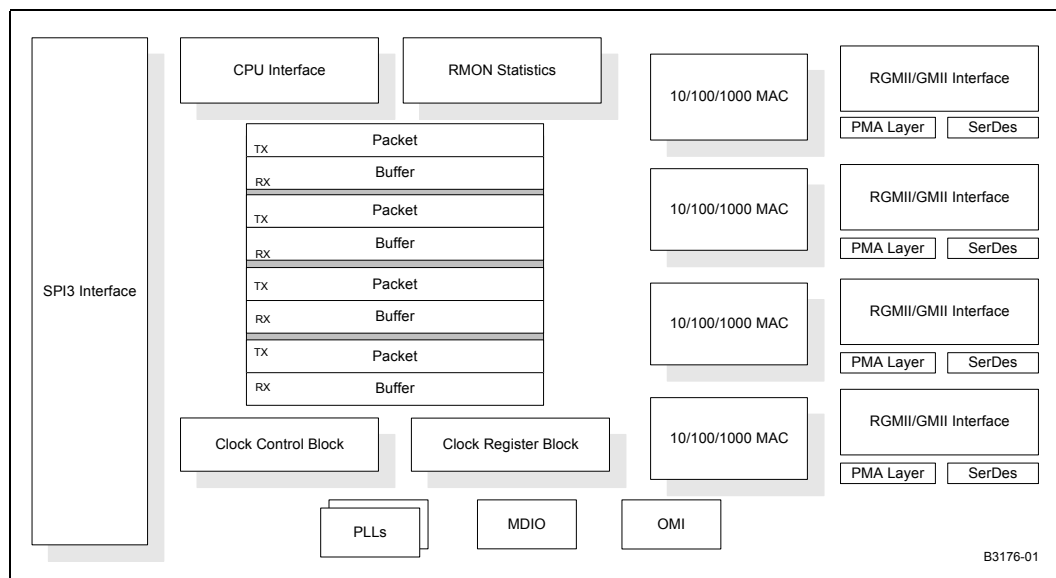 SPI3 Interface
CPU Interface
RMON Statistics
TX
Packet
RX
Buffer
TX
Packet
RX
Buffer
TX
Packet
RX
Buffer
TX
Packet
RX
Buffer
Clock Control Block
Clock Register Block
PLLs
MDIO
OMI
10/100/1000 MAC
RGMII/GMII Interface
PMA Layer
SerDes
10/100/1000 MAC
RGMII/GMII Interface
PMA Layer
SerDes
10/100/1000 MAC
RGMII/GMII Interface
PMA Layer
SerDes
10/100/1000 MAC
RGMII/GMII Interface
PMA Layer
SerDes
B3176-01